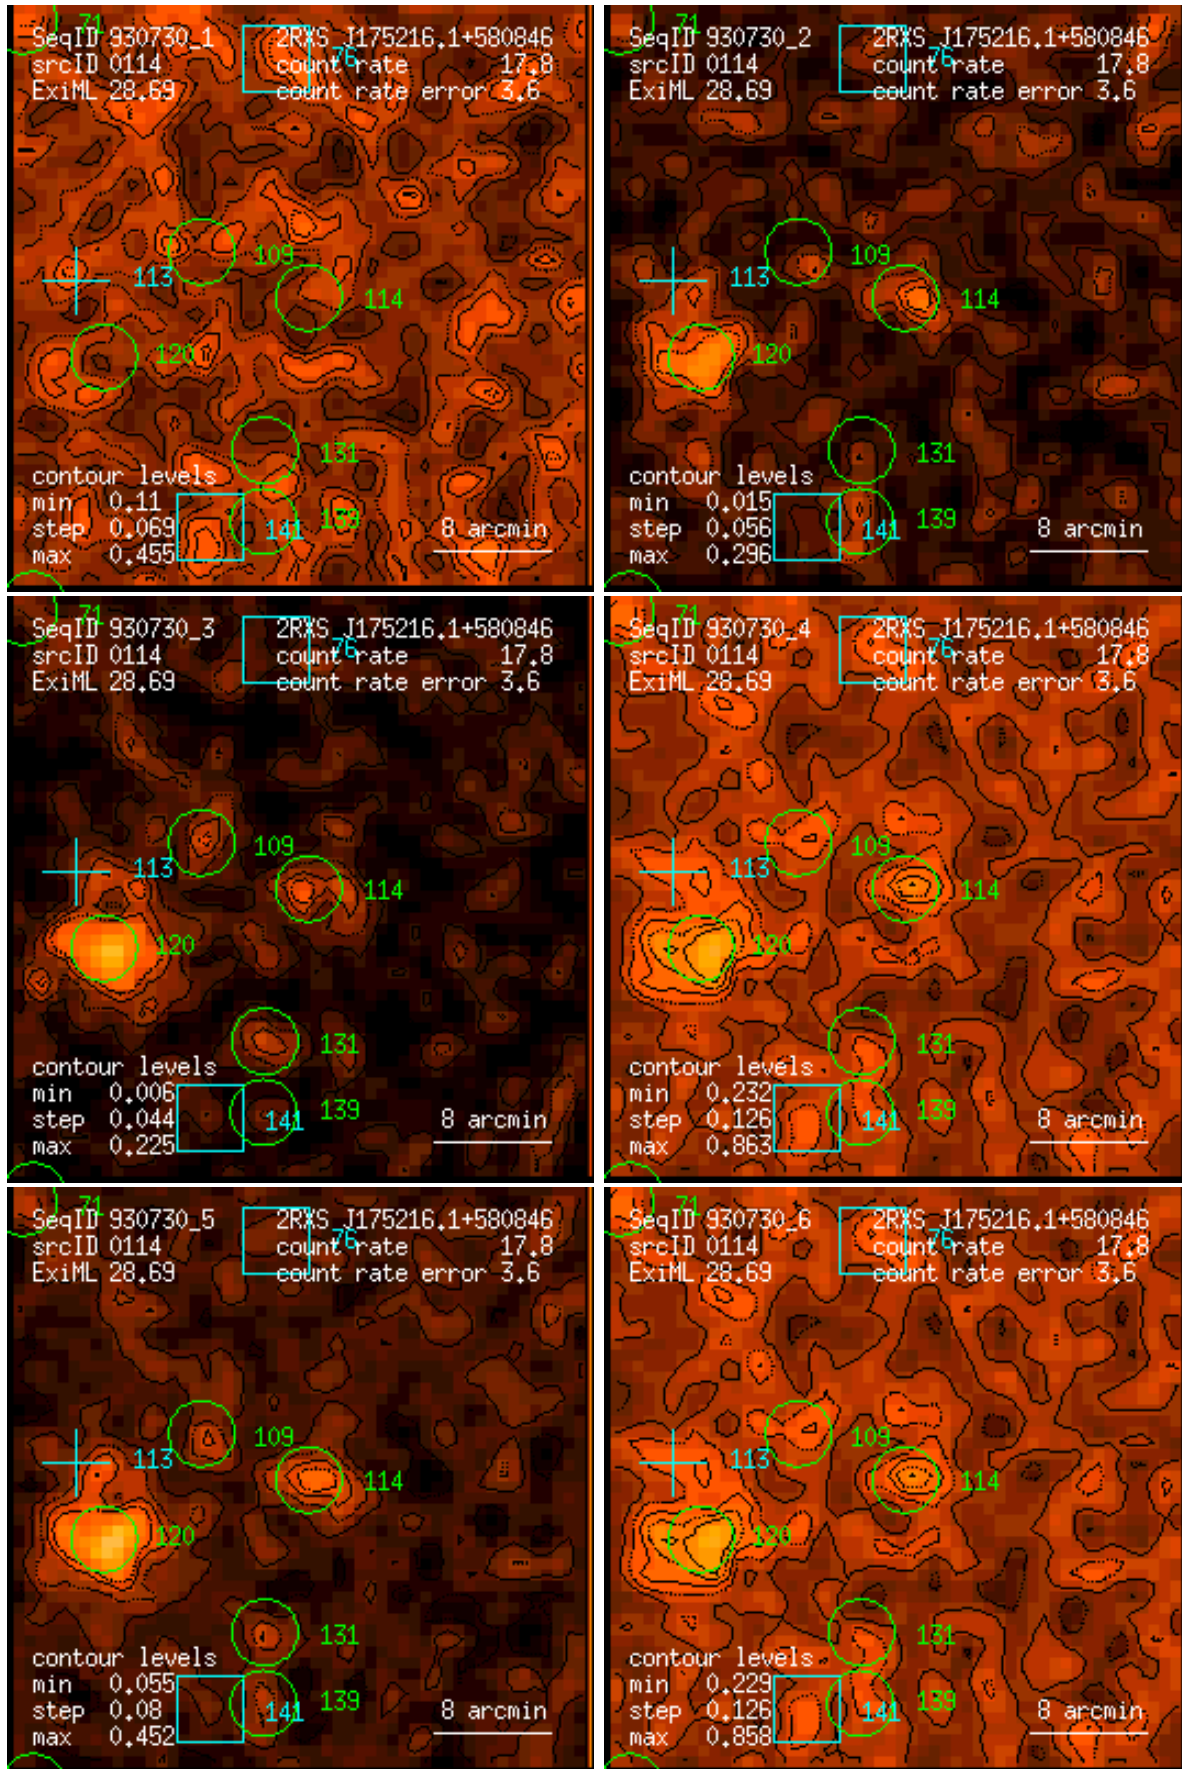 71
SeqID 930730_1 2RXS J175216.1+580846
srcID 0114 count rate 17.8
76
ExiML 28.69 count rate error 3.6
109
113
114
120
131
contour levels
min 0.11
step 0.069
139
141
8 arcmin
max 0.455
71
SeqID 930730_2 2RXS J175216.1+580846
srcID 0114 count rate 17.8
76
ExiML 28.69 count rate error 3.6
109
113
114
120
131
contour levels
min 0.015
step 0.056
139
141
8 arcmin
max 0.296
71
SeqID 930730_3 2RXS J175216.1+580846
srcID 0114 count rate 17.8
76
ExiML 28.69 count rate error 3.6
109
113
114
120
131
contour levels
min 0.006
step 0.044
139
141
8 arcmin
max 0.225
71
SeqID 930730_4 2RXS J175216.1+580846
srcID 0114 count rate 17.8
76
ExiML 28.69 count rate error 3.6
109
113
114
120
131
contour levels
min 0.232
step 0.126
139
141
8 arcmin
max 0.863
71
SeqID 930730_5 2RXS J175216.1+580846
srcID 0114 count rate 17.8
76
ExiML 28.69 count rate error 3.6
109
113
114
120
131
contour levels
min 0.055
step 0.08
139
141
8 arcmin
max 0.452
71
SeqID 930730_6 2RXS J175216.1+580846
srcID 0114 count rate 17.8
76
ExiML 28.69 count rate error 3.6
109
113
114
120
131
contour levels
min 0.229
step 0.126
139
141
8 arcmin
max 0.858